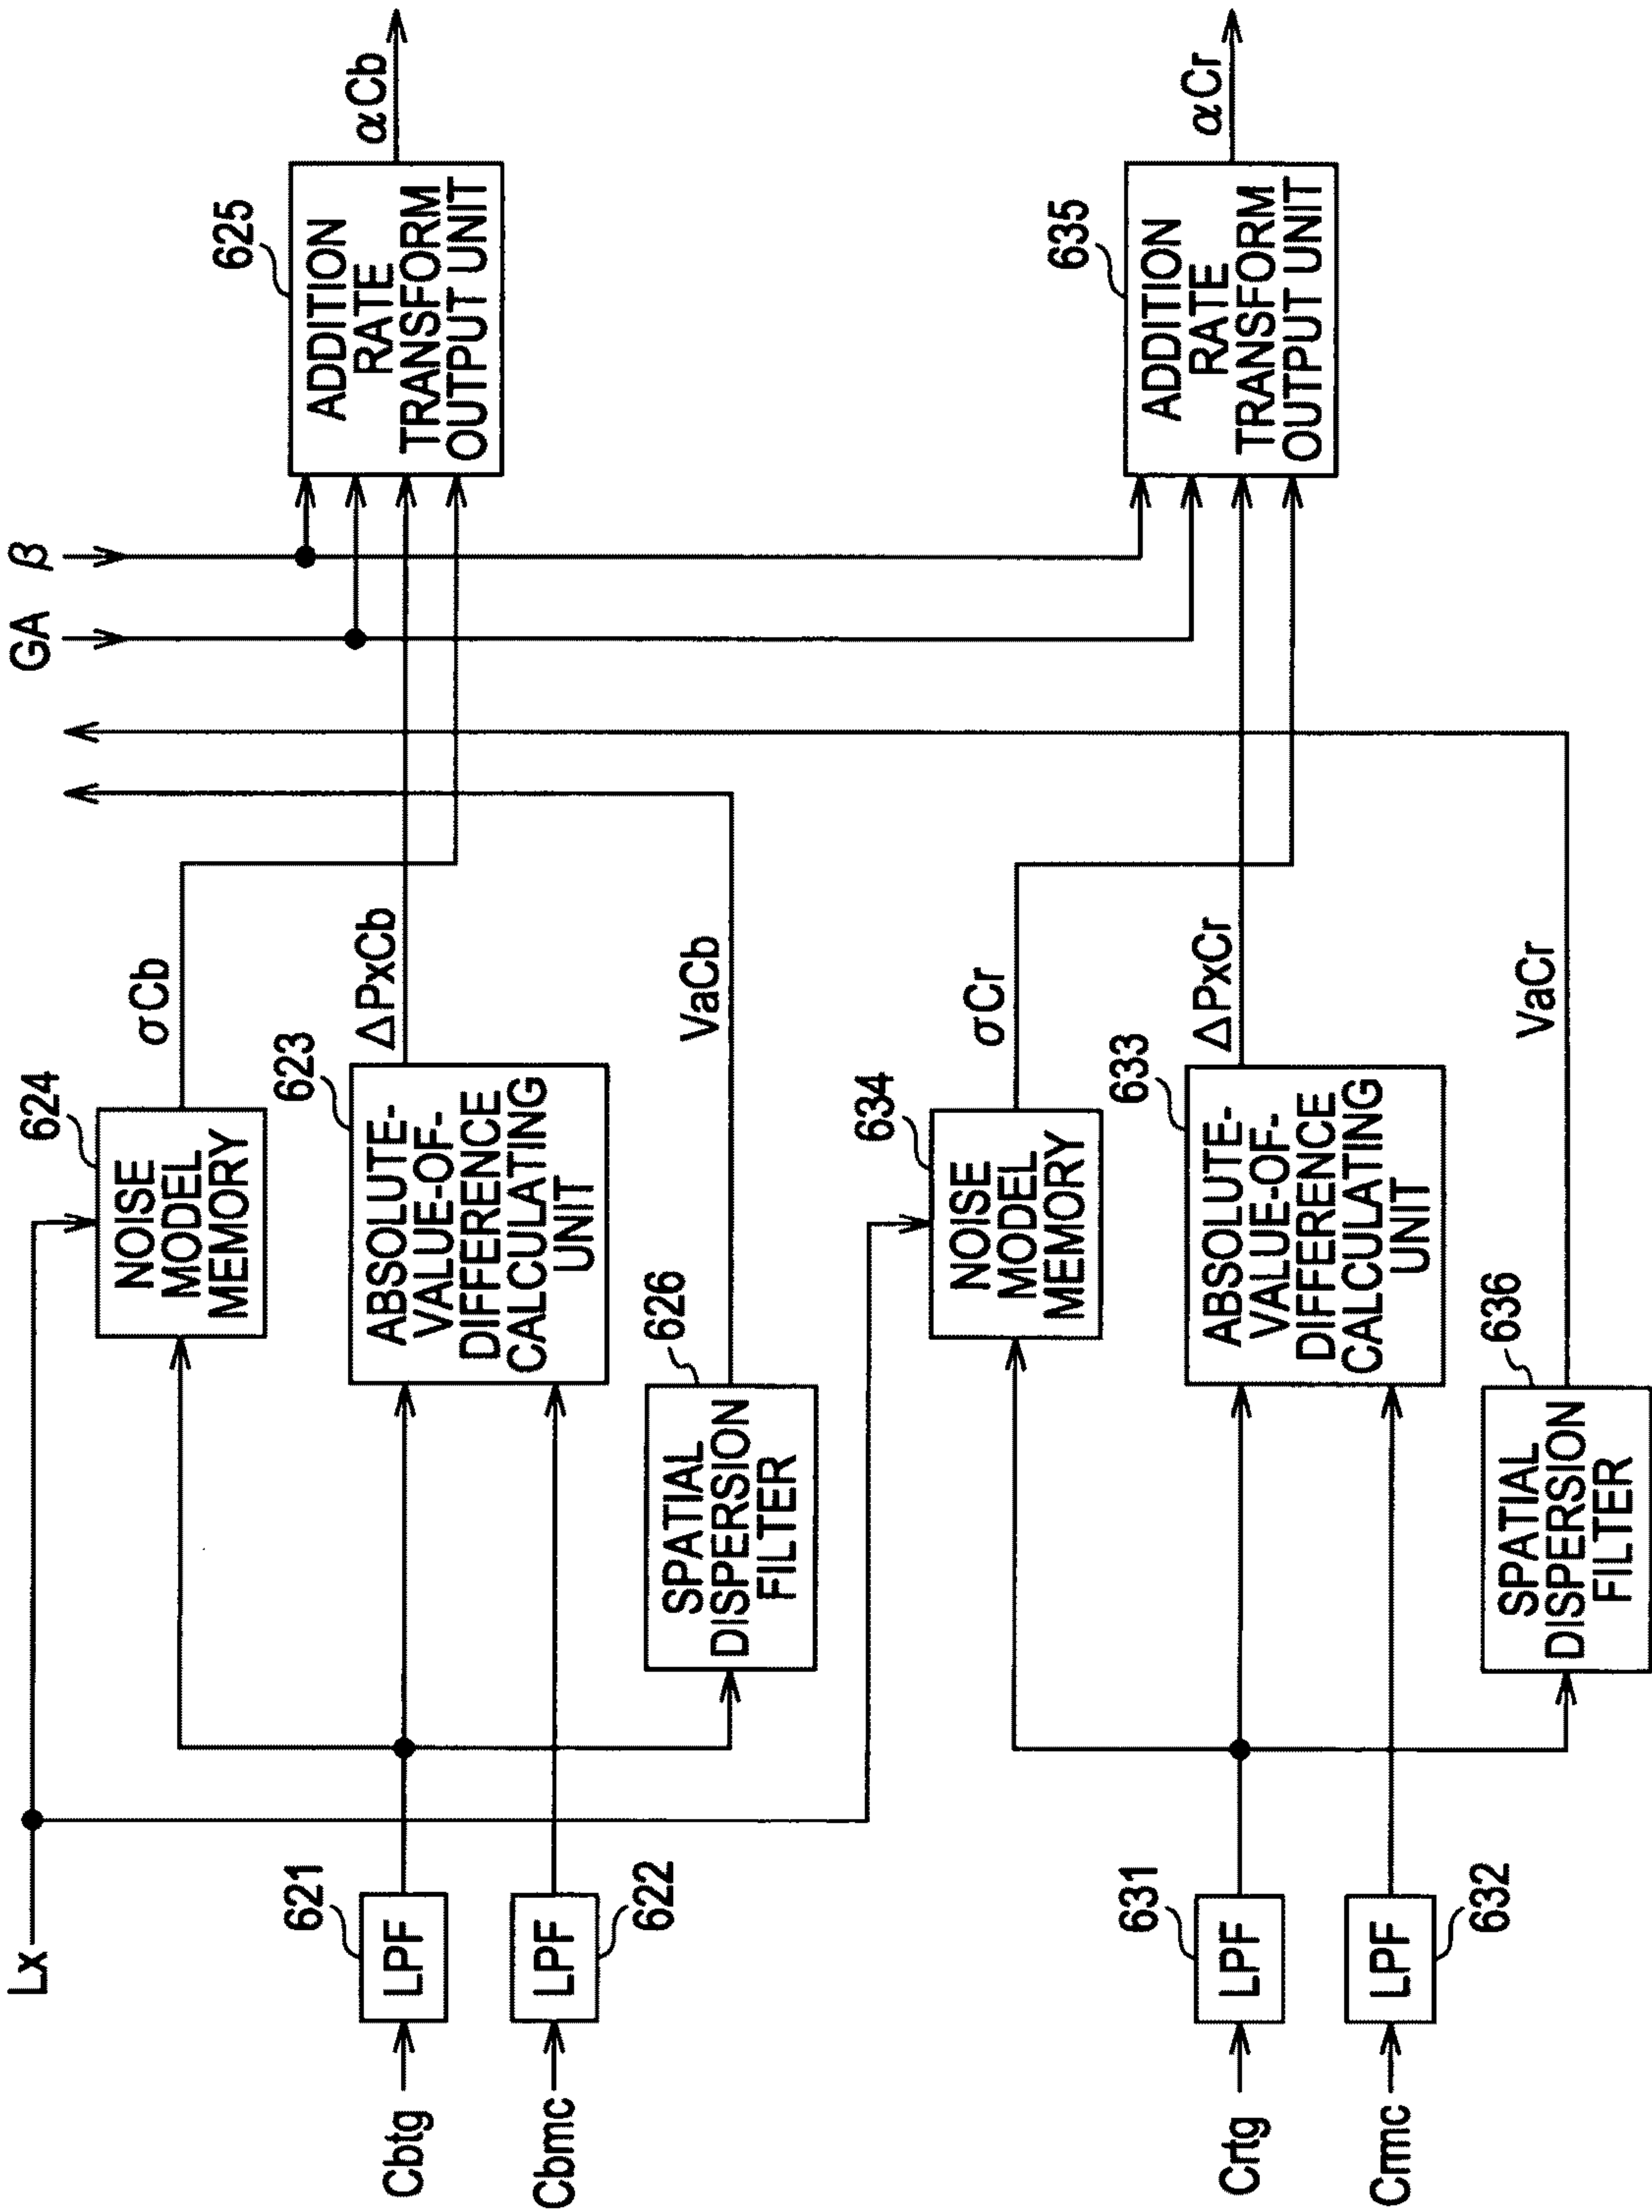 Lx
GA
β
624
NOISE
MODEL
MEMORY
σCb
621
LPF
Cbtg
623
ABSOLUTE-
VALUE-OF-
DIFFERENCE
CALCULATING
UNIT
ΔPxCb
625
ADDITION
RATE
TRANSFORM
OUTPUT UNIT
αCb
Cbmc
LPF
622
626
SPATIAL
DISPERSION
FILTER
VaCb
634
NOISE
MODEL
MEMORY
σCr
631
LPF
Crtg
633
ABSOLUTE-
VALUE-OF-
DIFFERENCE
CALCULATING
UNIT
ΔPxCr
635
ADDITION
RATE
TRANSFORM
OUTPUT UNIT
αCr
Crmc
LPF
632
636
SPATIAL
DISPERSION
FILTER
VaCr